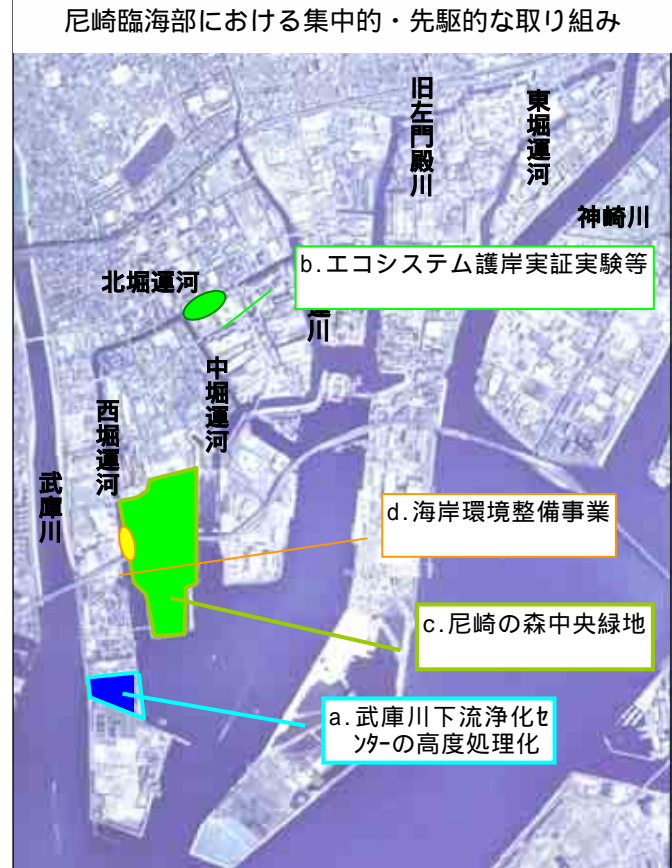 尼崎臨海部における集中的・先駆的な取り組み
旧左門殿川
東堀運河
神崎川
b.エコシステム護岸実証実験等
北堀運河
川
中堀運河
西堀運河
武庫川
d.海岸環境整備事業
c.尼崎の森中央緑地
a.武庫川下流浄化セ
ンターの高度処理化